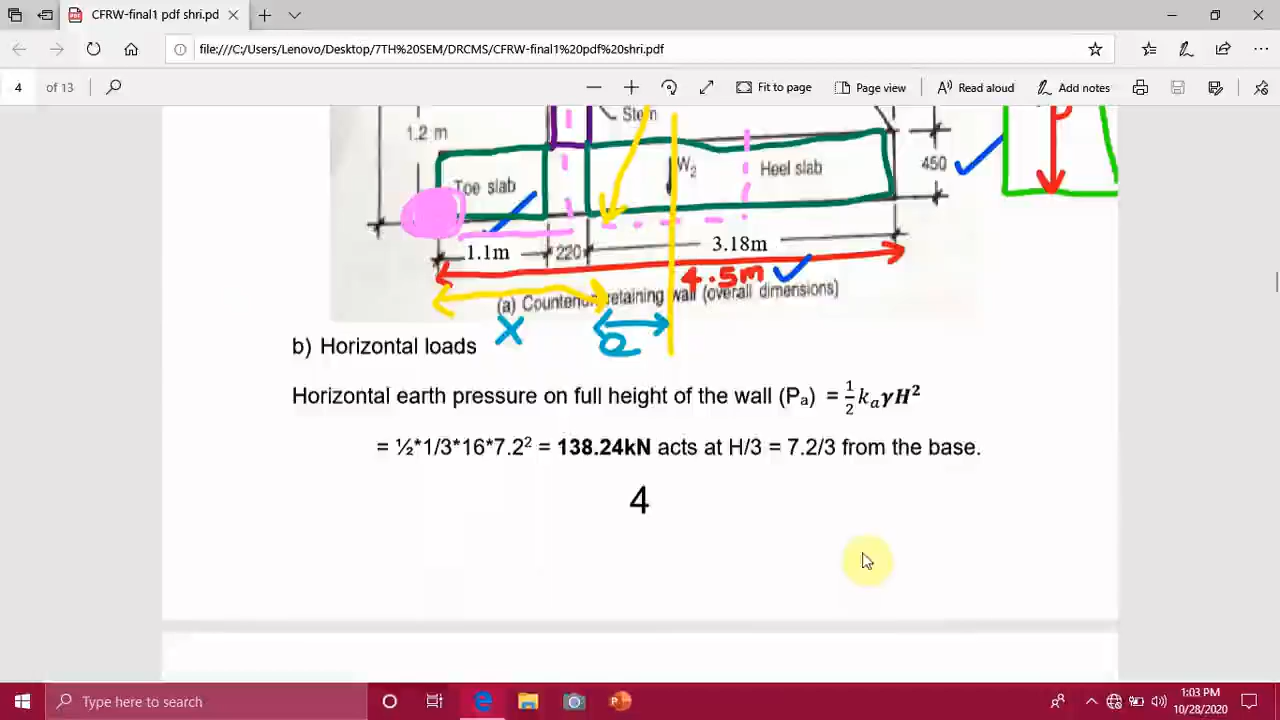 CFRW-final1 pdf shri.pd
file:///C:/Users/Lenovo/Desktop/7TH%20SEM/DRCMS/CFRW-final1%20pdf%20shri.pdf
4 of 13
Fit to page
Page view
Read aloud
Add notes
1.2 m
Stem
P
Toe slab
W2
Heel slab
450
1.1m
220
3.18m
4.5m
(a) retaining wall (overall dimensions)
x
a
b) Horizontal loads
Horizontal earth pressure on full height of the wall (Pa) = 1/2 kaγH²
= ½*1/3*16*7.2² = 138.24kN acts at H/3 = 7.2/3 from the base.
4
Type here to search
1:03 PM
10/28/2020